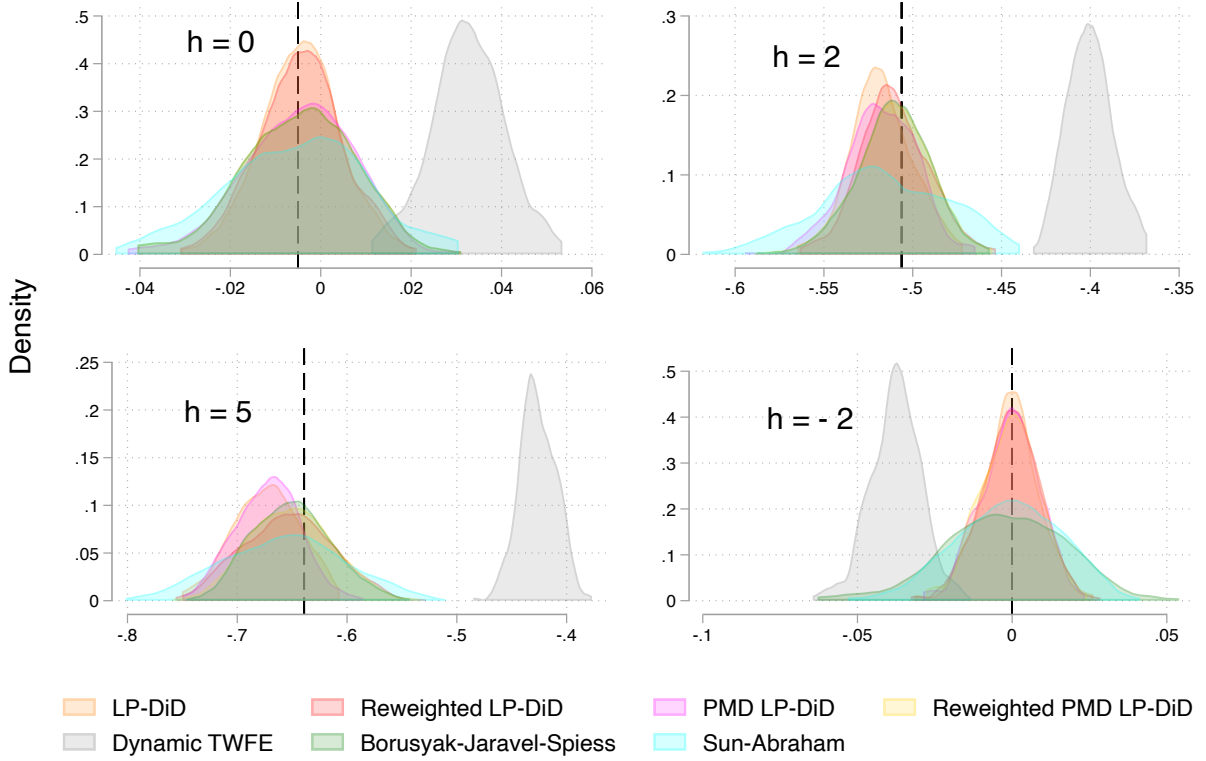 Density
h = 0
.5
.4
.3
.2
.1
0
-.04 -.02 0 .02 .04 .06
h = 2
.3
.2
.1
0
-.6 -.55 -.5 -.45 -.4 -.35
h = 5
.25
.2
.15
.1
.05
0
-.8 -.7 -.6 -.5 -.4
h = - 2
.5
.4
.3
.2
.1
0
-.1 -.05 0 .05
LP-DiD Reweighted LP-DiD PMD LP-DiD Reweighted PMD LP-DiD
Dynamic TWFE Borusyak-Jaravel-Spiess Sun-Abraham